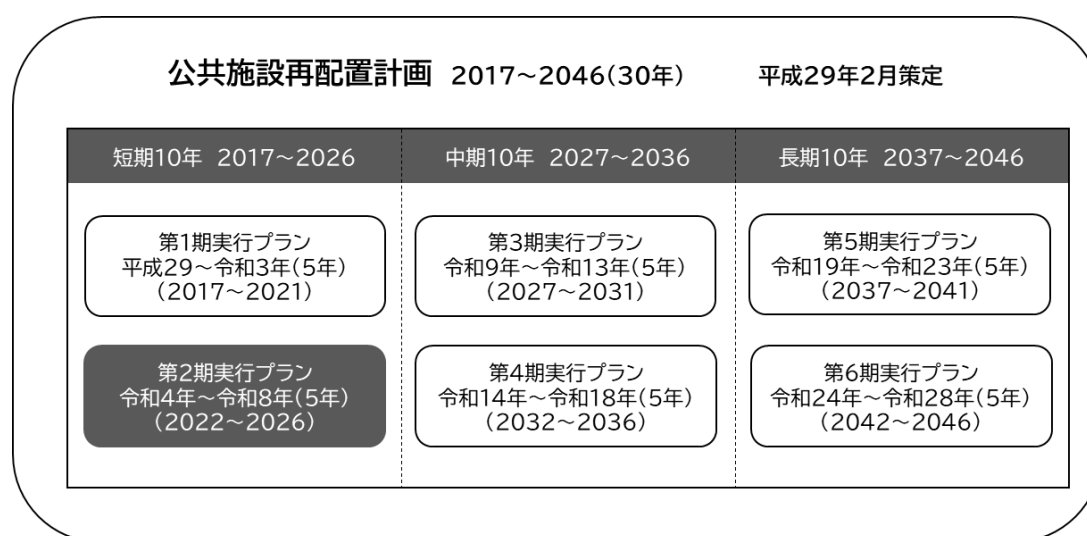 公共施設再配置計画 2017～2046(30年) 平成29年2月策定
短期10年 2017～2026
中期10年 2027～2036
長期10年 2037～2046
第1期実行プラン
平成29～令和3年(5年)
(2017～2021)
第3期実行プラン
令和9年～令和13年(5年)
(2027～2031)
第5期実行プラン
令和19年～令和23年(5年)
(2037～2041)
第2期実行プラン
令和4年～令和8年(5年)
(2022～2026)
第4期実行プラン
令和14年～令和18年(5年)
(2032～2036)
第6期実行プラン
令和24年～令和28年(5年)
(2042～2046)